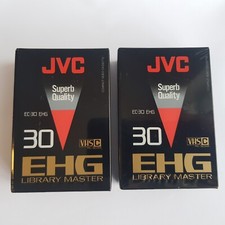 JVC
Superb
Quality
EC-30 EHG
30
VHS C
EHG
LIBRARY MASTER
JVC
Superb
Quality
EC-30 EHG
30
VHS C
EHG
LIBRARY MASTER